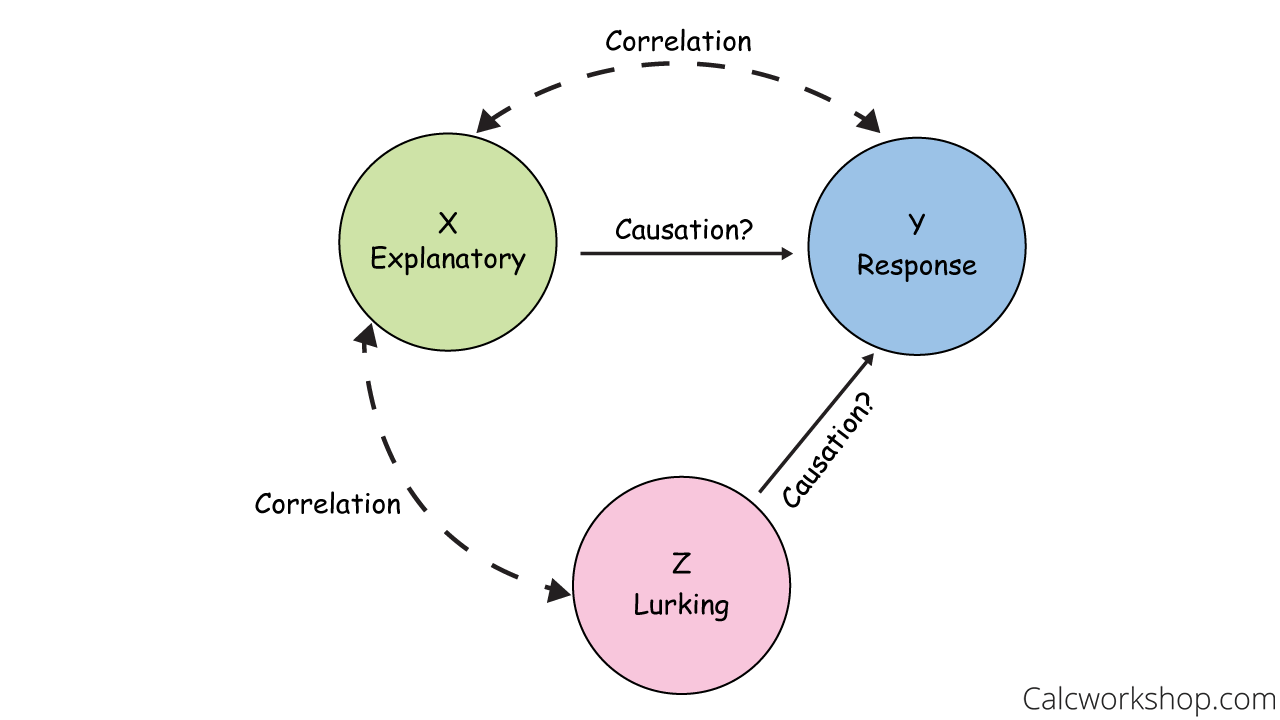 Correlation
X
Explanatory
Causation?
Y
Response
Correlation
Causation?
Z
Lurking
Calcworkshop.com